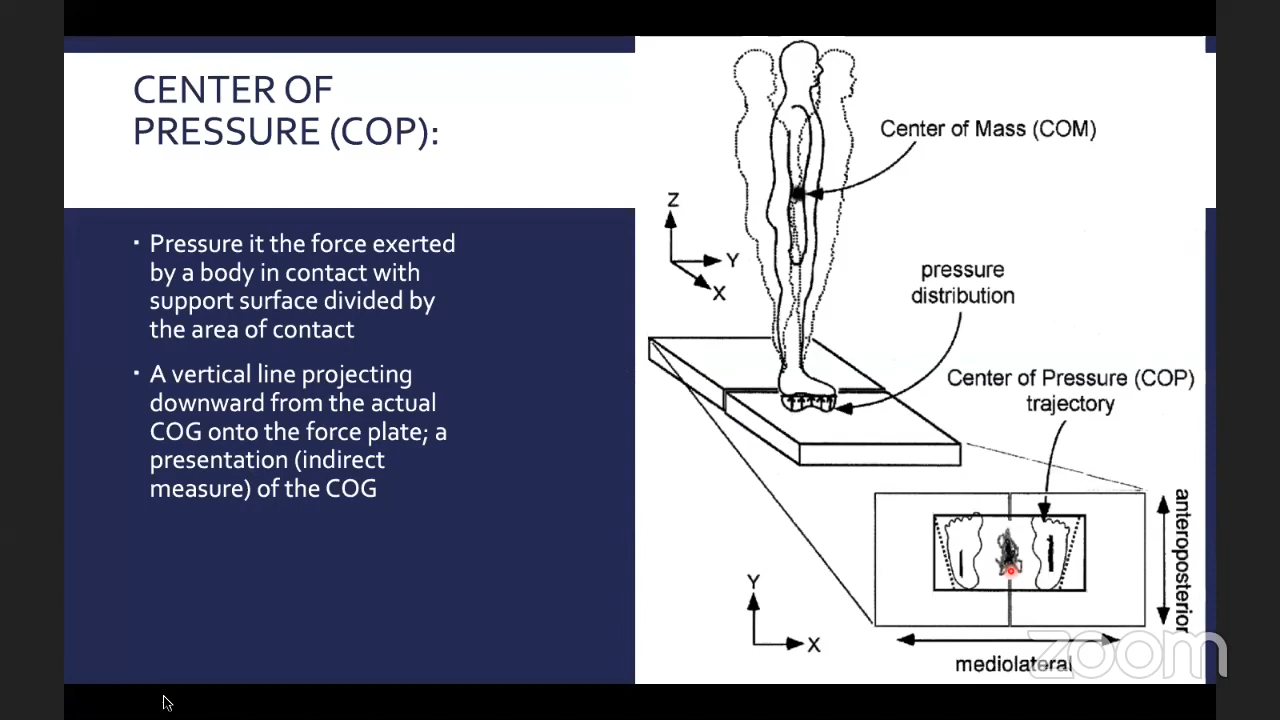 CENTER OF
PRESSURE (COP):
▪ Pressure it the force exerted
by a body in contact with
support surface divided by
the area of contact
▪ A vertical line projecting
downward from the actual
COG onto the force plate; a
presentation (indirect
measure) of the COG
Center of Mass (COM)
Z
Y
X
pressure
distribution
Center of Pressure (COP)
trajectory
anteroposterior
Y
X
mediolateral
zoom